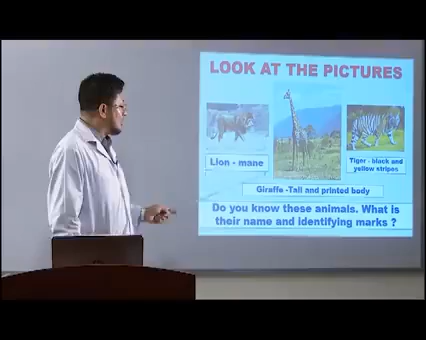 LOOK AT THE PICTURES
Lion - mane
Tiger - black and
yellow stripes
Giraffe -Tall and printed body
Do you know these animals. What is
their name and identifying marks ?